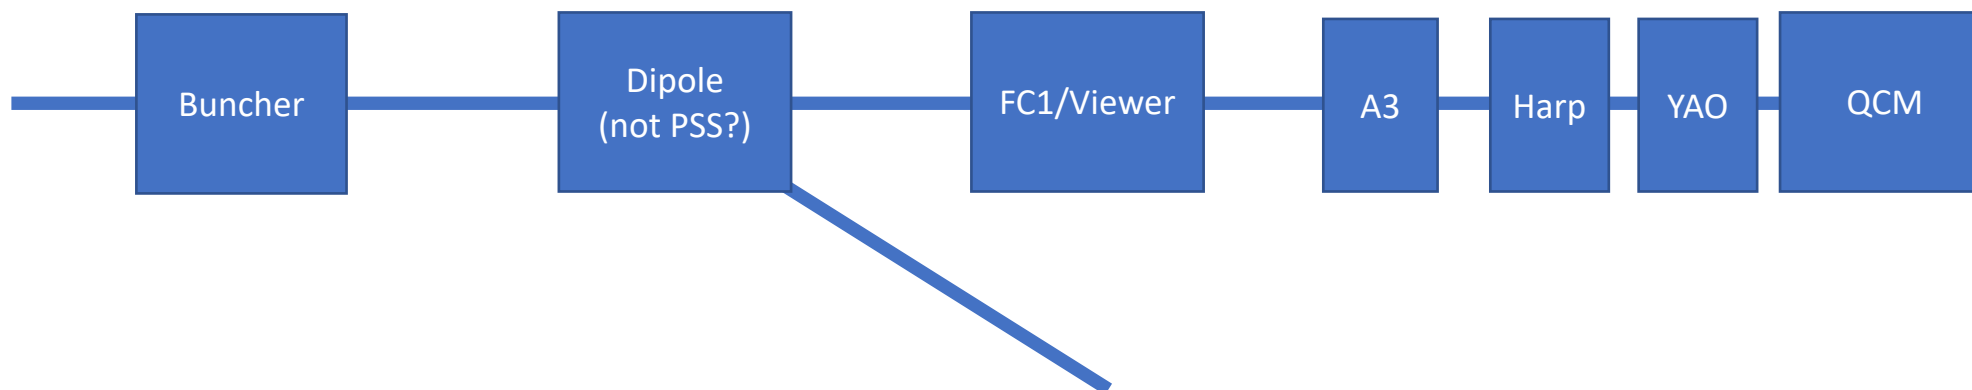 Buncher
Dipole
(not PSS?)
FC1/Viewer
A3
Harp
YAO
QCM